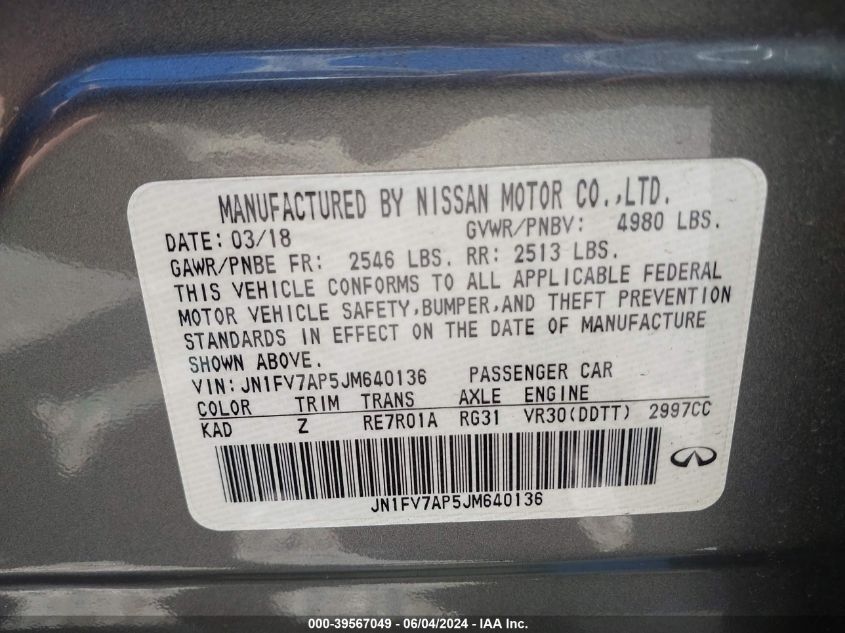 MANUFACTURED BY NISSAN MOTOR CO.,LTD.
DATE: 03/18 GVWR/PNBV: 4980 LBS.
GAWR/PNBE FR: 2546 LBS. RR: 2513 LBS.
THIS VEHICLE CONFORMS TO ALL APPLICABLE FEDERAL
MOTOR VEHICLE SAFETY,BUMPER,AND THEFT PREVENTION
STANDARDS IN EFFECT ON THE DATE OF MANUFACTURE
SHOWN ABOVE.
VIN:JN1FV7AP5JM640136 PASSENGER CAR
COLOR TRIM TRANS AXLE ENGINE
KAD Z RE7R01A RG31 VR30(DDTT) 2997CC
JN1FV7AP5JM640136
000-39567049 - 06/04/2024 - IAA Inc.